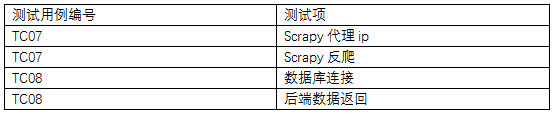 测试用例编号 测试项
TC07 Scrapy 代理 ip
TC07 Scrapy 反爬
TC08 数据库连接
TC08 后端数据返回